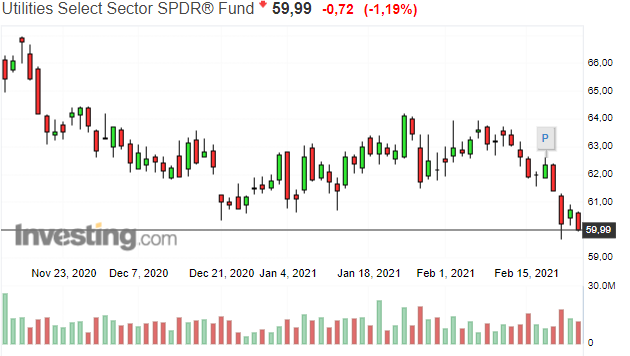 Utilities Select Sector SPDR® Fund 59,99 -0,72 (-1,19%)
66,00
65,00
64,00
63,00
P
62,00
61,00
59,99
Investing.com
59,00
Nov 23, 2020 Dec 7, 2020 Dec 21, 2020 Jan 4, 2021 Jan 18, 2021 Feb 1, 2021 Feb 15, 2021
30.0M
0